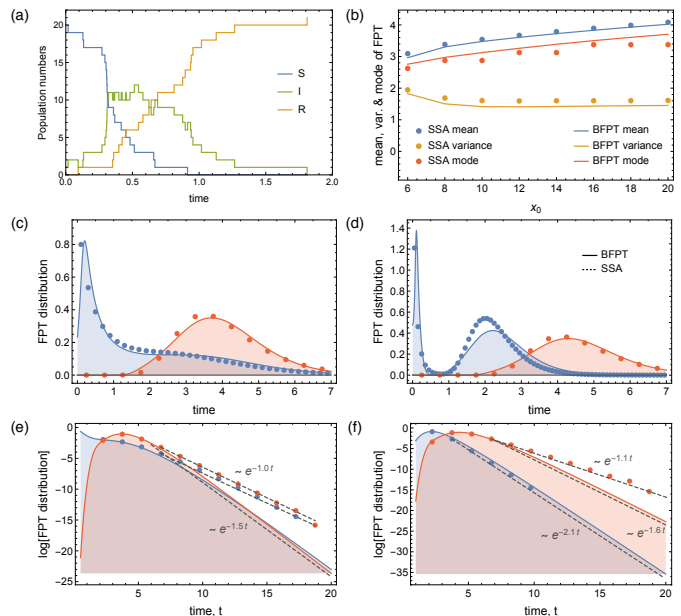 (a)
Population numbers
20
15
10
5
0
S
I
R
0.0 0.5 1.0 1.5 2.0
time
(b)
mean, var. & mode of FPT
4
3
2
1
0
SSA mean
SSA variance
SSA mode
BFPT mean
BFPT variance
BFPT mode
6 8 10 12 14 16 18 20
x0
(c)
FPT distribution
0.8
0.6
0.4
0.2
0.0
0 1 2 3 4 5 6 7
time
(d)
FPT distribution
1.4
1.2
1.0
0.8
0.6
0.4
0.2
0.0
BFPT
SSA
0 1 2 3 4 5 6 7
time
(e)
log[FPT distribution]
0
-5
-10
-15
-20
-25
~ e^-1.0 t
~ e^-1.5 t
5 10 15 20
time, t
(f)
log[FPT distribution]
0
-5
-10
-15
-20
-25
-30
-35
~ e^-1.1 t
~ e^-2.1 t
~ e^-1.6 t
5 10 15 20
time, t